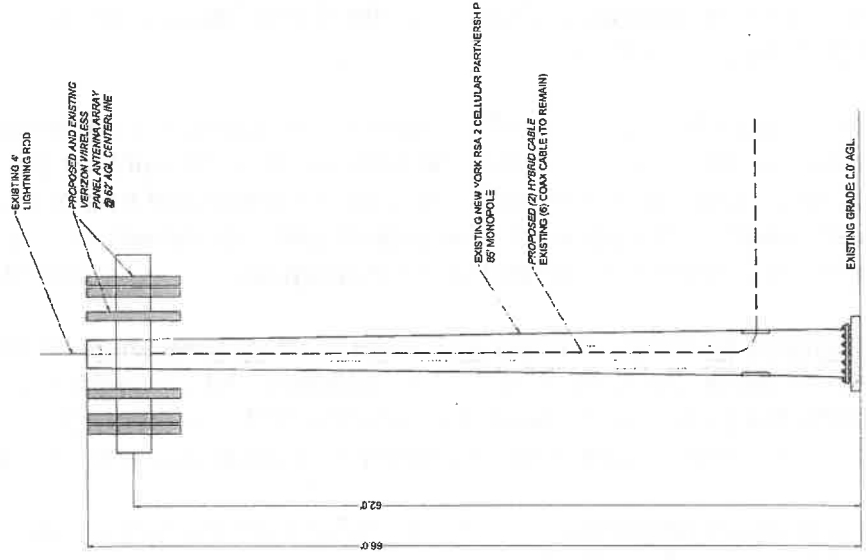 EXISTING 4'
LIGHTNING ROD
PROPOSED AND EXISTING
VERIZON WIRELESS
PANEL ANTENNA ARRAY
@ 62' AGL CENTERLINE
EXISTING NEW YORK RSA 2 CELLULAR PARTNERSHIP
MONOPOLE
PROPOSED (2) HYBRID CABLE
EXISTING (6) COAX CABLE (TO REMAIN)
EXISTING GRADE: 0.0' AGL
62.0'
66.0'